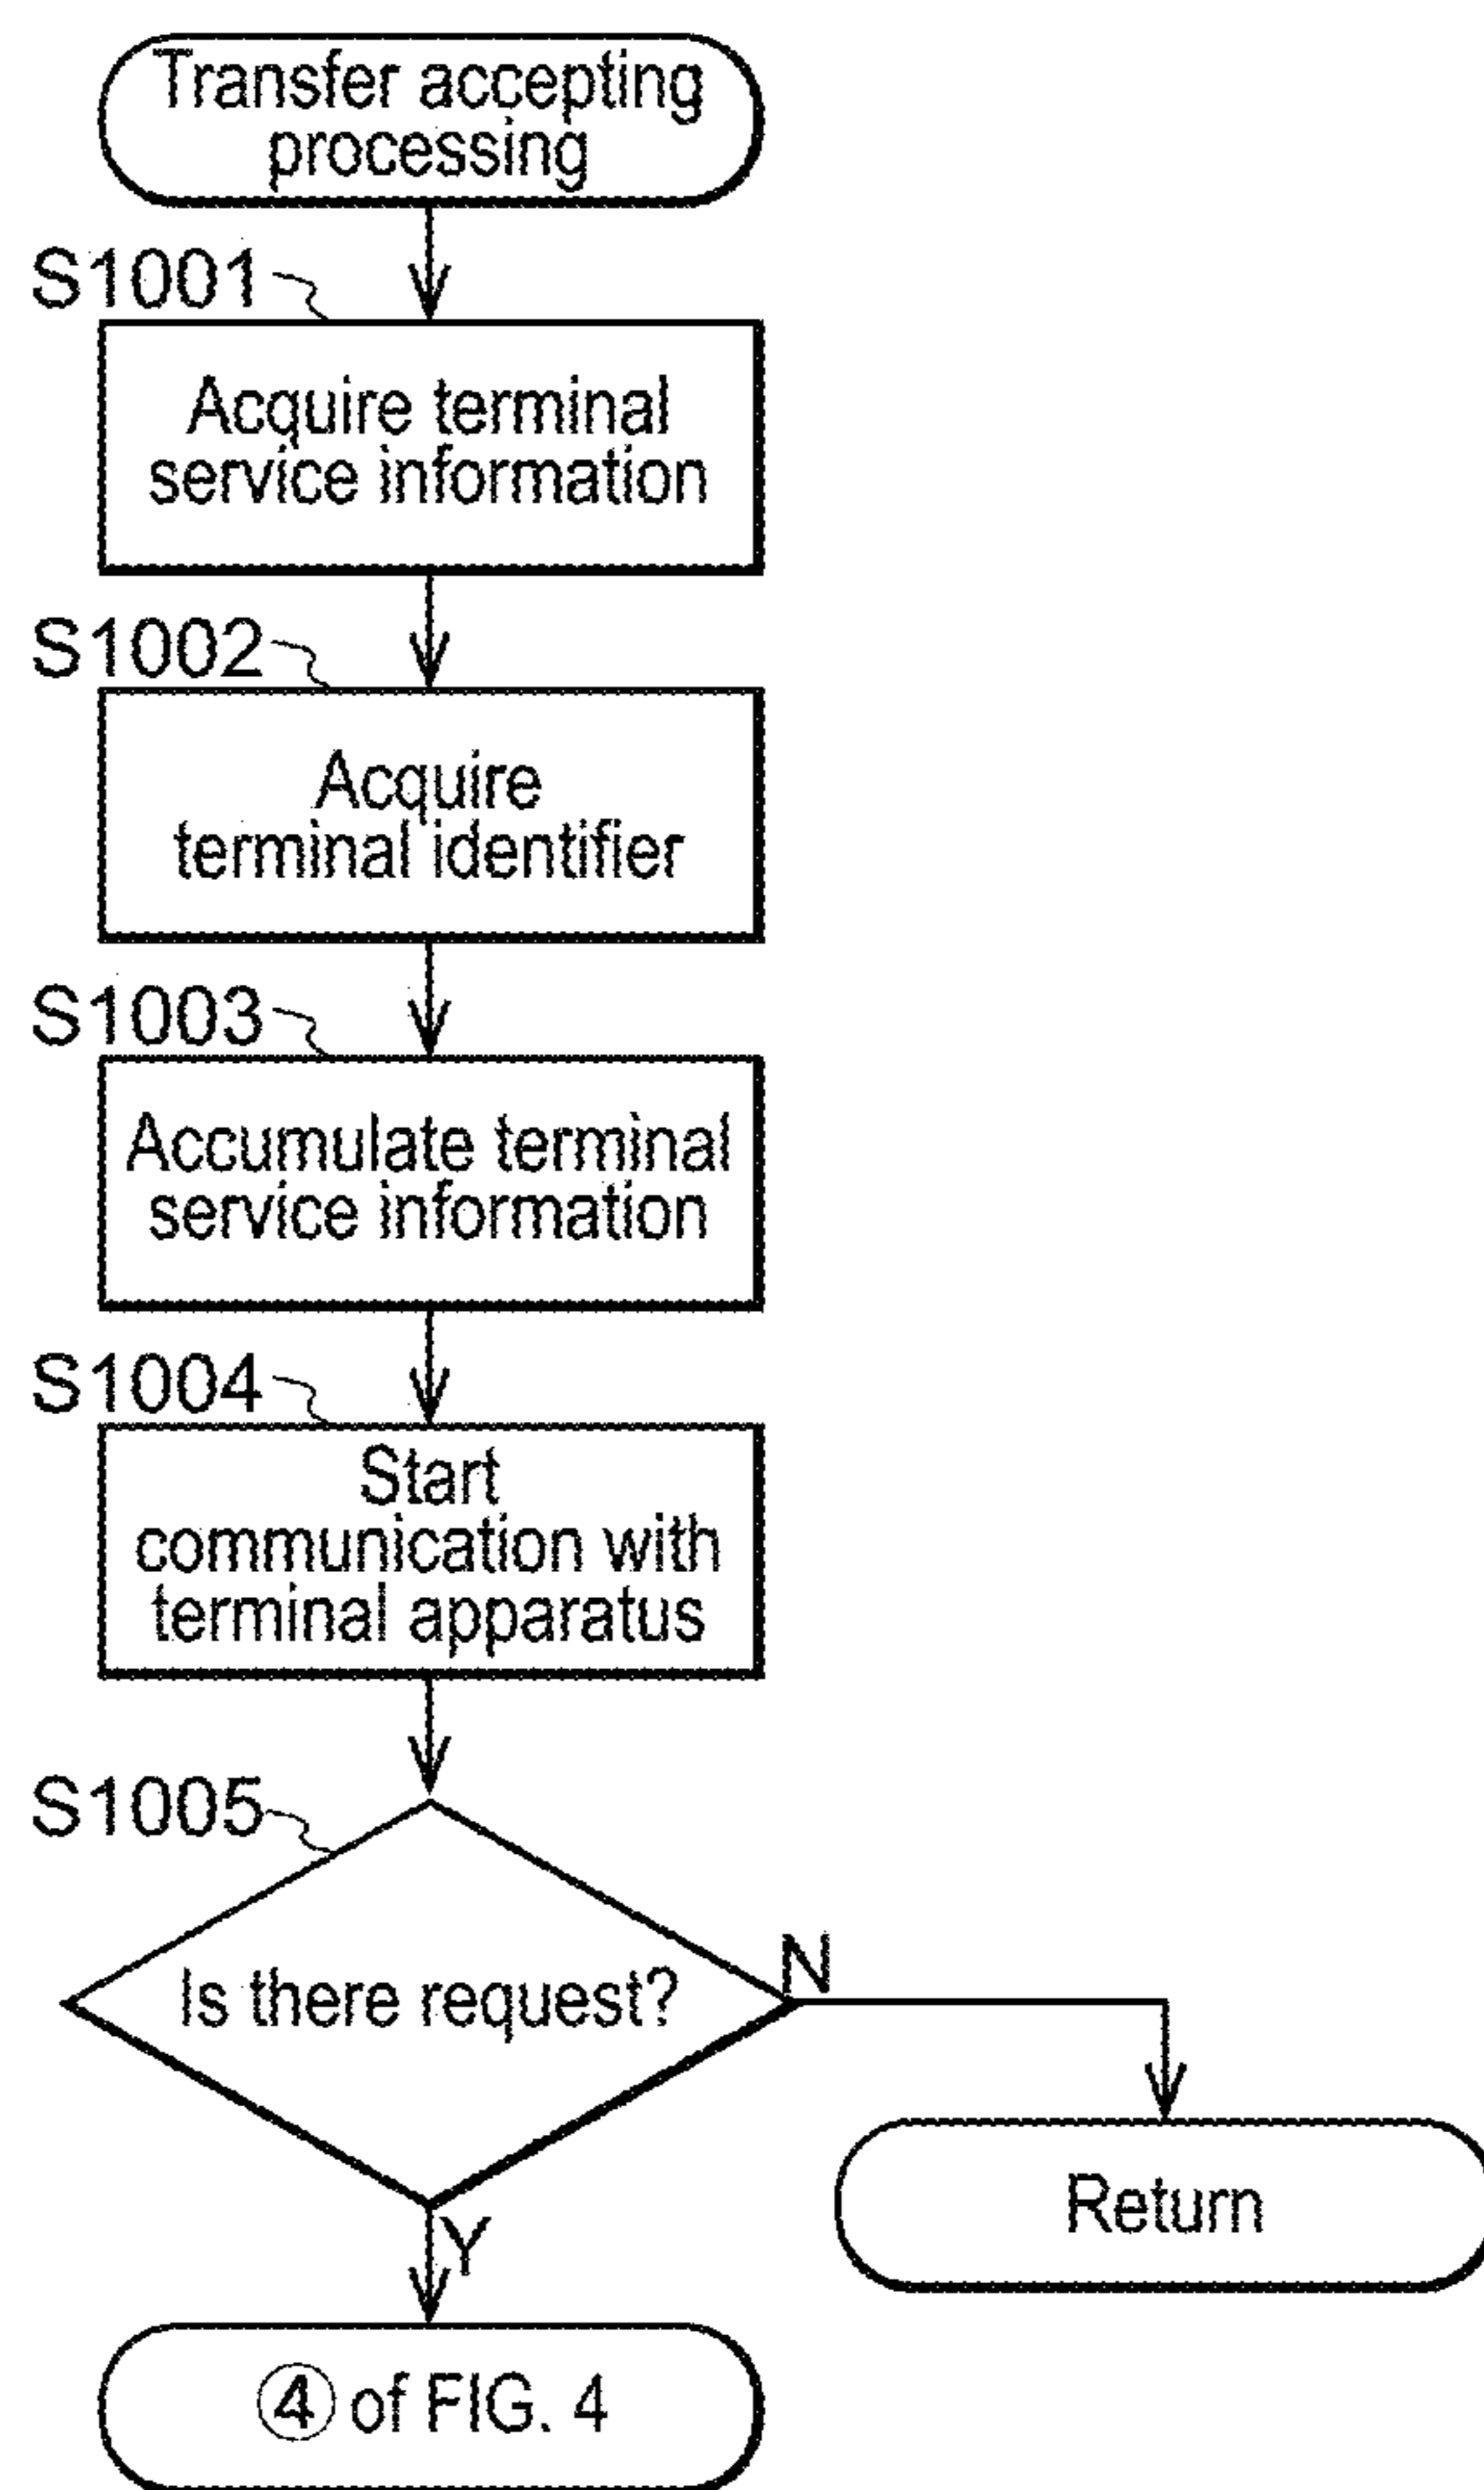 Transfer accepting
processing
S1001
Acquire terminal
service information
S1002
Acquire
terminal identifier
S1003
Accumulate terminal
service information
S1004
Start
communication with
terminal apparatus
S1005
Is there request?
N
Y
Return
④ of FIG. 4